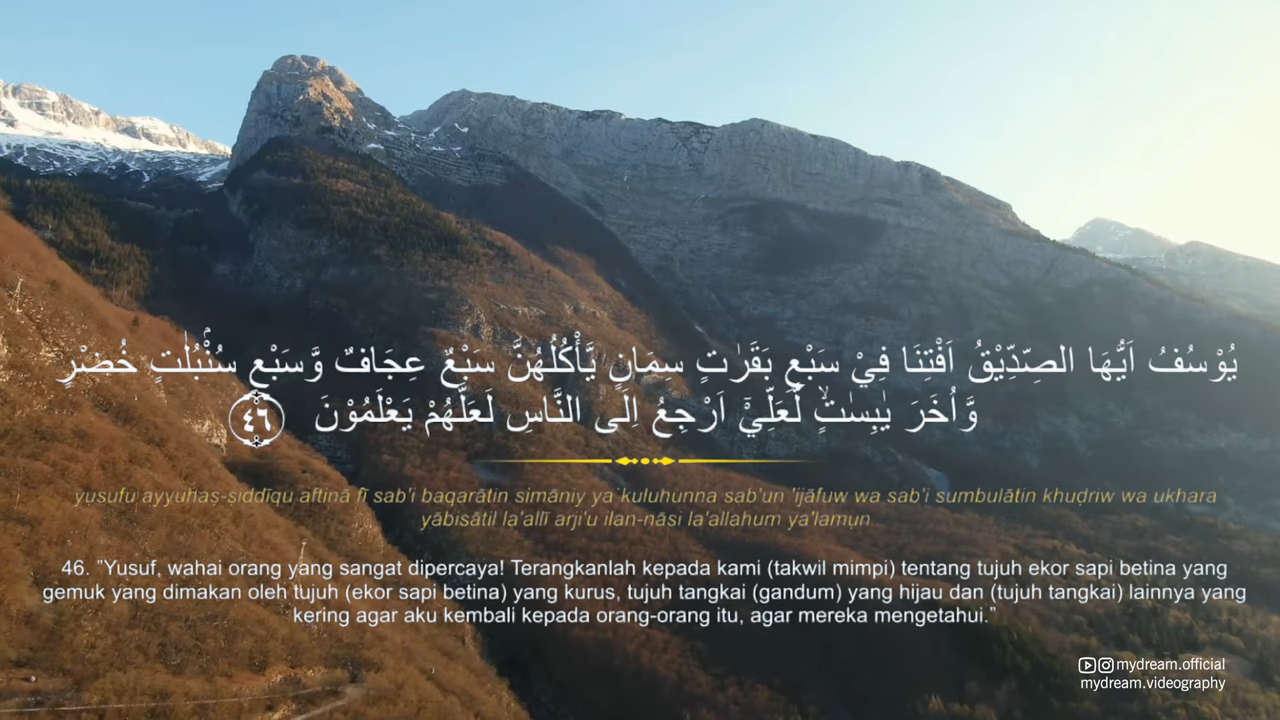 يُوْسُفُ اَيُّهَا الصِّدِّيْقُ اَفْتِنَا فِيْ سَبْعِ بَقَرٰتٍ سِمَانٍ يَّأْكُلُهُنَّ سَبْعٌ عِجَافٌ وَّسَبْعِ سُنْۢبُلٰتٍ خُضْرٍ
وَّاُخَرَ يٰبِسٰتٍۙ لَّعَلِّيْٓ اَرْجِعُ اِلَى النَّاسِ لَعَلَّهُمْ يَعْلَمُوْنَ ٤٦
yusufu ayyuhaṣ-ṣiddīqu aftinā fī sab'i baqarātin simāniy ya kuluhunna sab'un 'ijāfuw wa sab'i sumbulātin khuḍriw wa ukhara
yābisātil la'allī arji'u ilan-nāsi la'allahum ya'lamụn
46. "Yusuf, wahai orang yang sangat dipercaya! Terangkanlah kepada kami (takwil mimpi) tentang tujuh ekor sapi betina yang
gemuk yang dimakan oleh tujuh (ekor sapi betina) yang kurus, tujuh tangkai (gandum) yang hijau dan (tujuh tangkai) lainnya yang
kering agar aku kembali kepada orang-orang itu, agar mereka mengetahui."
mydream.official
mydream.videography